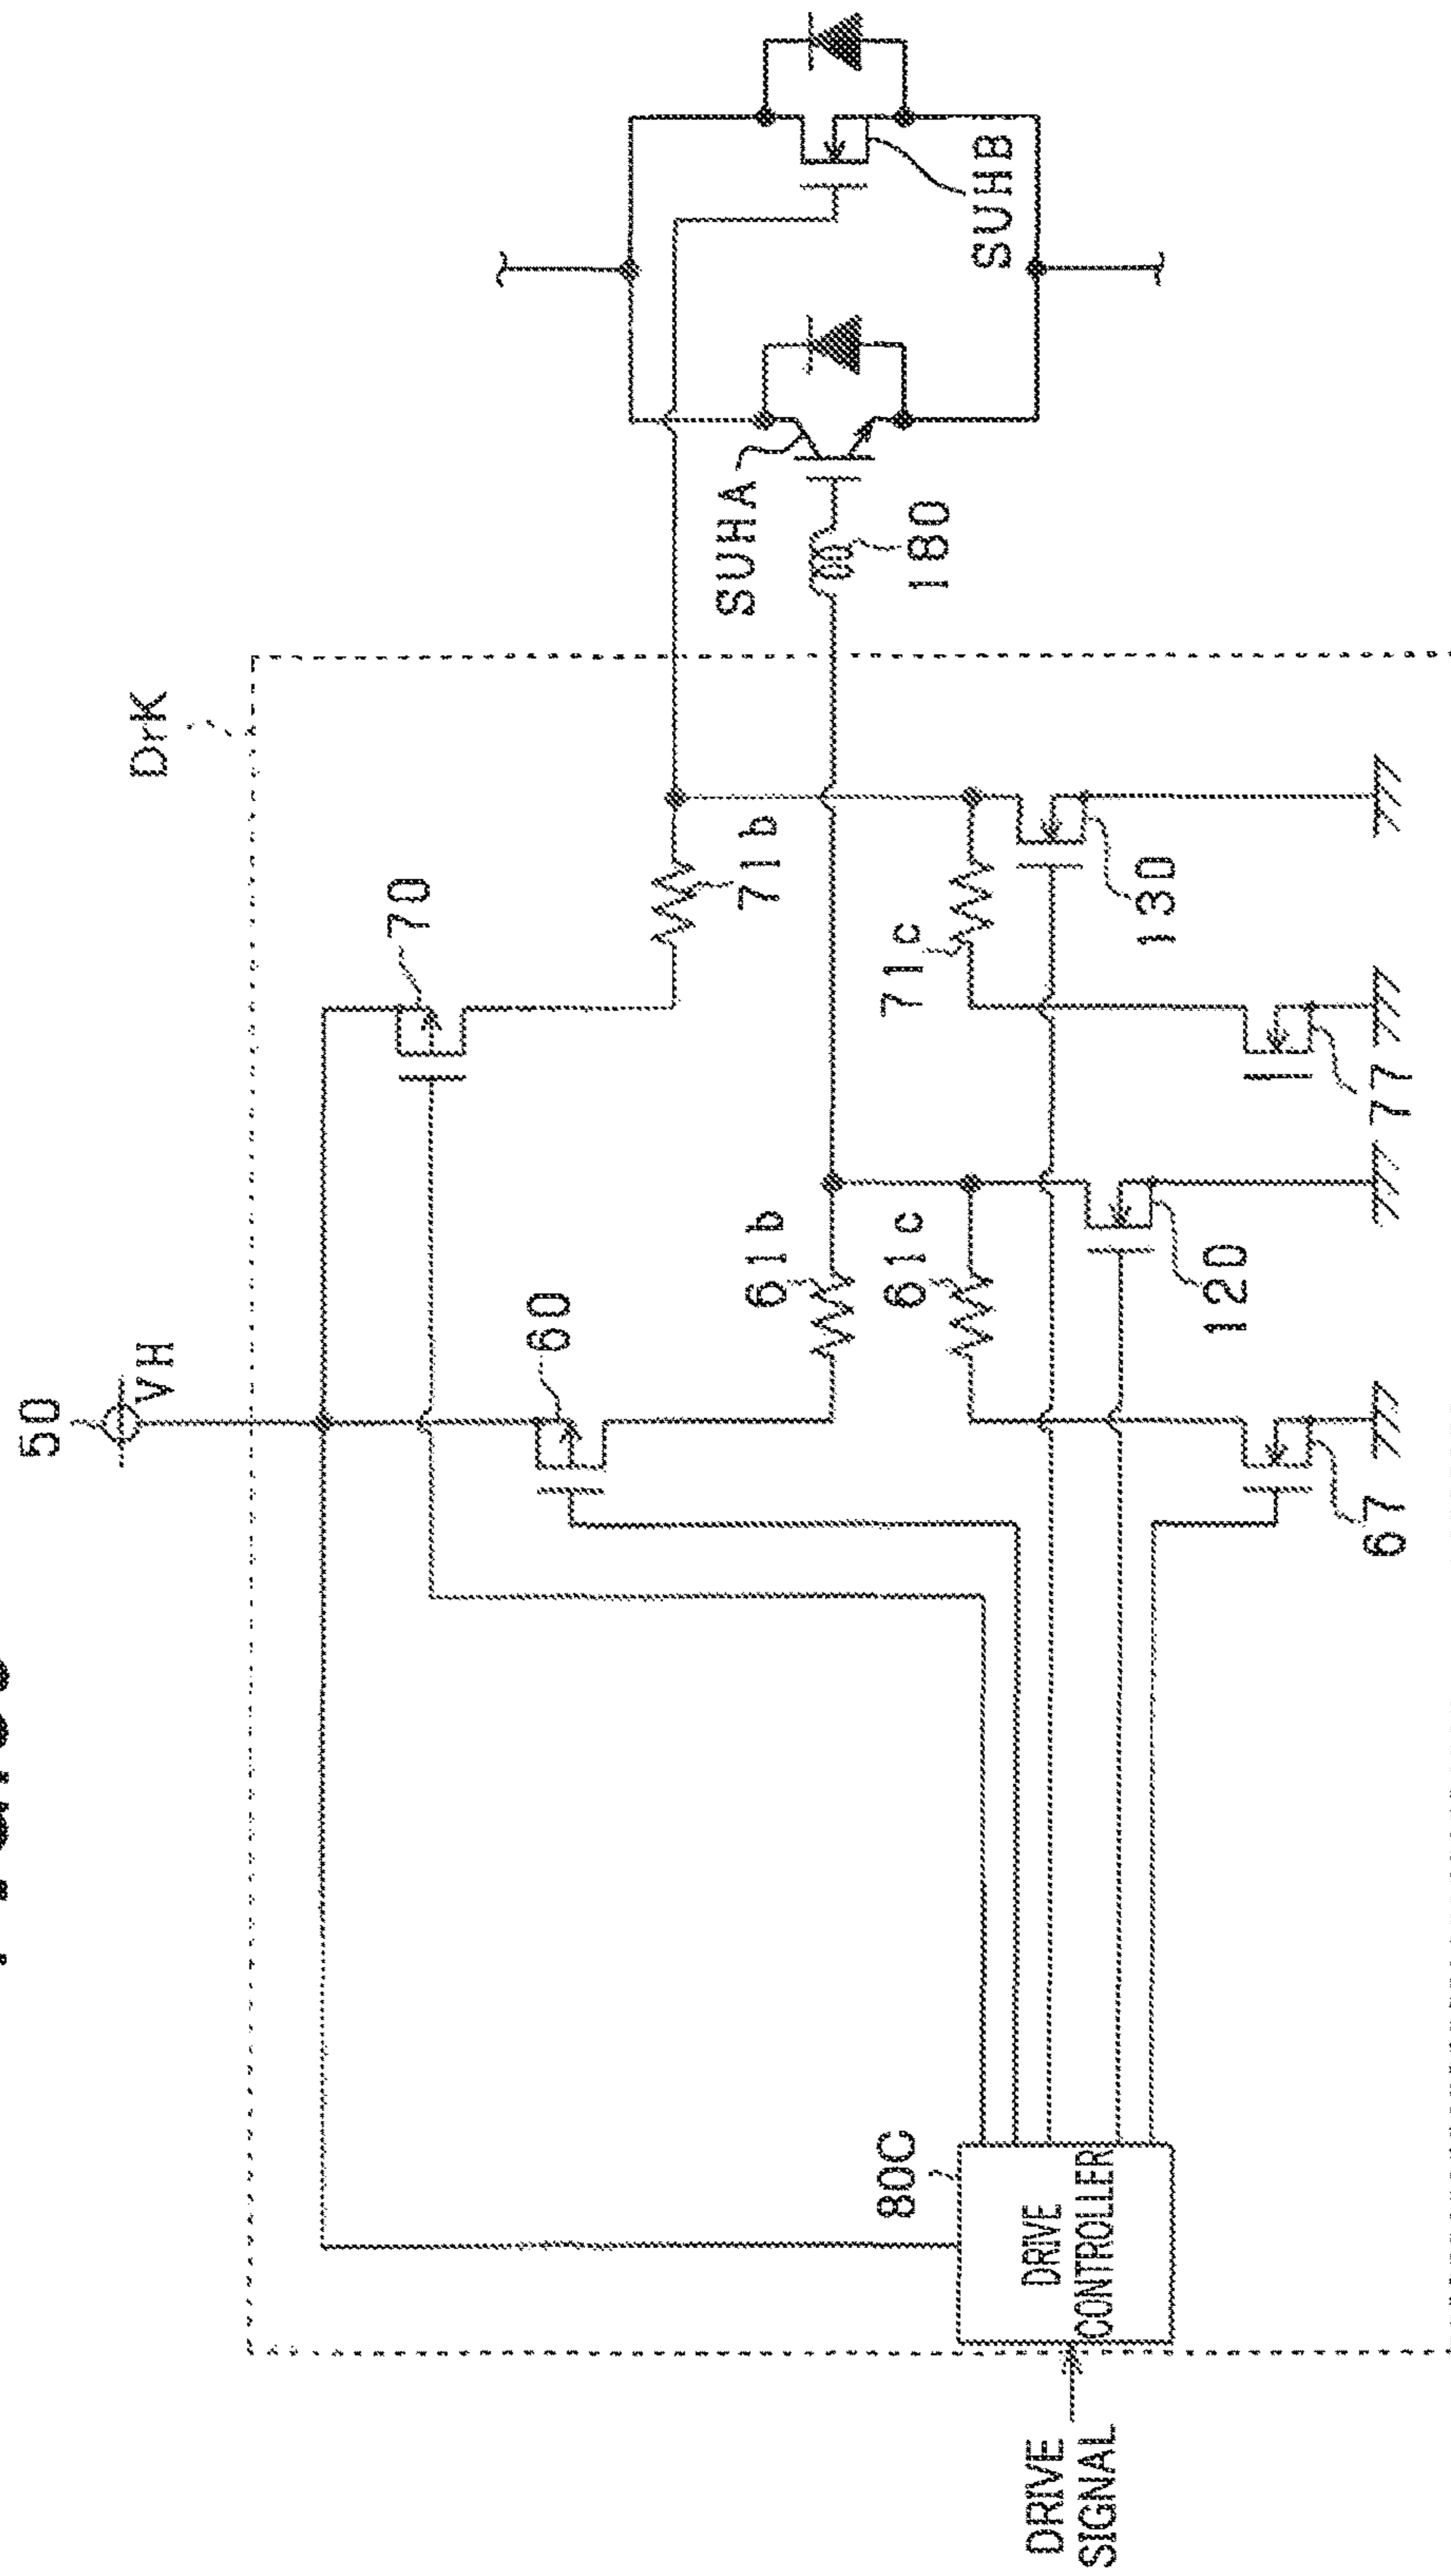 50
VH
DrK
70
60
71b
SUHA
SUHB
180
61b
61c
71c
130
120
77
67
80C
DRIVE
CONTROLLER
DRIVE
SIGNAL